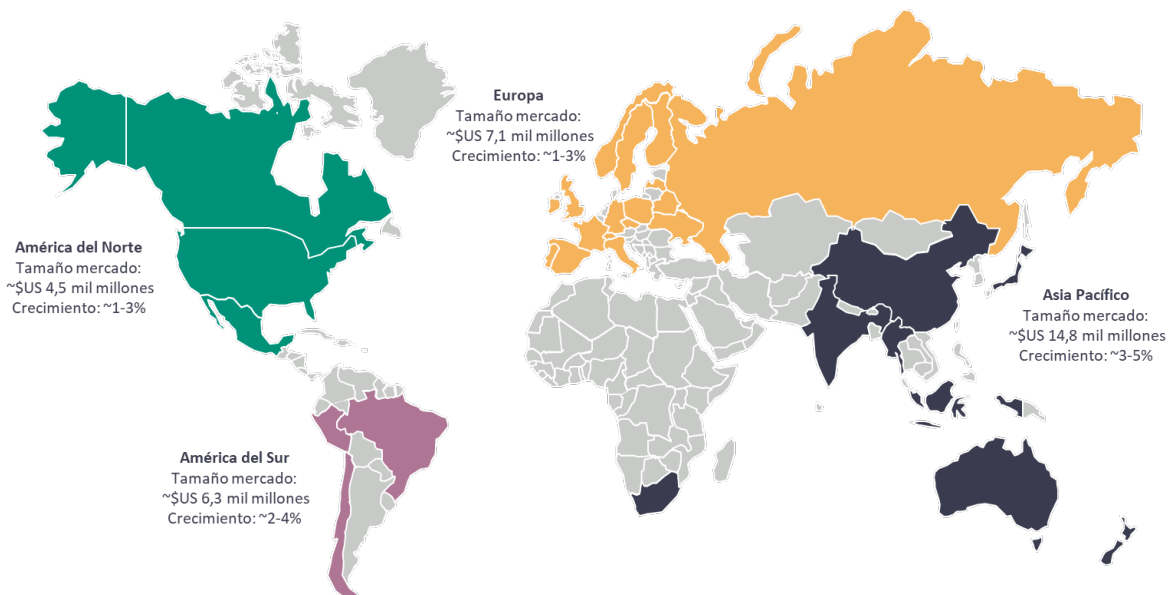 Europa
Tamaño mercado:
~$US 7,1 mil millones
Crecimiento: ~1-3%
América del Norte
Tamaño mercado:
~$US 4,5 mil millones
Crecimiento: ~1-3%
Asia Pacífico
Tamaño mercado:
~$US 14,8 mil millones
Crecimiento: ~3-5%
América del Sur
Tamaño mercado:
~$US 6,3 mil millones
Crecimiento: ~2-4%